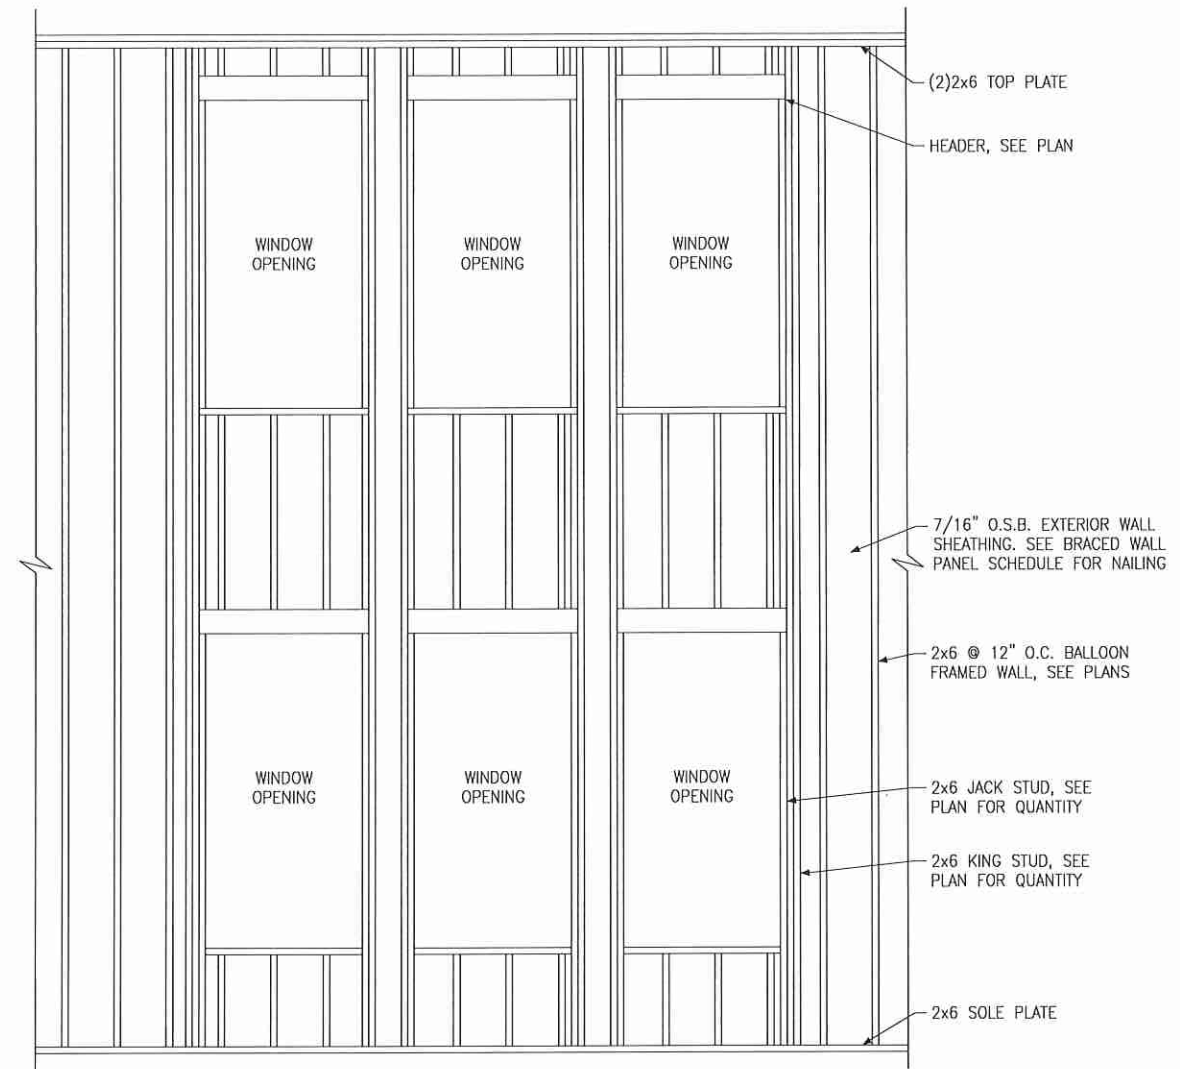 (2)2x6 TOP PLATE
HEADER, SEE PLAN
WINDOW
OPENING
WINDOW
OPENING
WINDOW
OPENING
7/16" O.S.B. EXTERIOR WALL
SHEATHING. SEE BRACED WALL
PANEL SCHEDULE FOR NAILING
2x6 @ 12" O.C. BALLOON
FRAMED WALL, SEE PLANS
WINDOW
OPENING
WINDOW
OPENING
WINDOW
OPENING
2x6 JACK STUD, SEE
PLAN FOR QUANTITY
2x6 KING STUD, SEE
PLAN FOR QUANTITY
2x6 SOLE PLATE